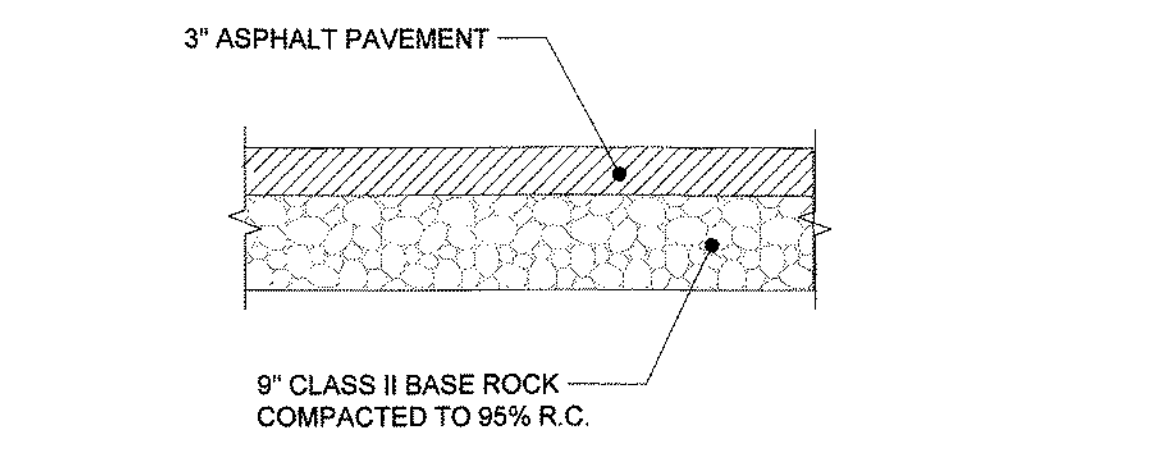 3" ASPHALT PAVEMENT
9" CLASS II BASE ROCK
COMPACTED TO 95% R.C.